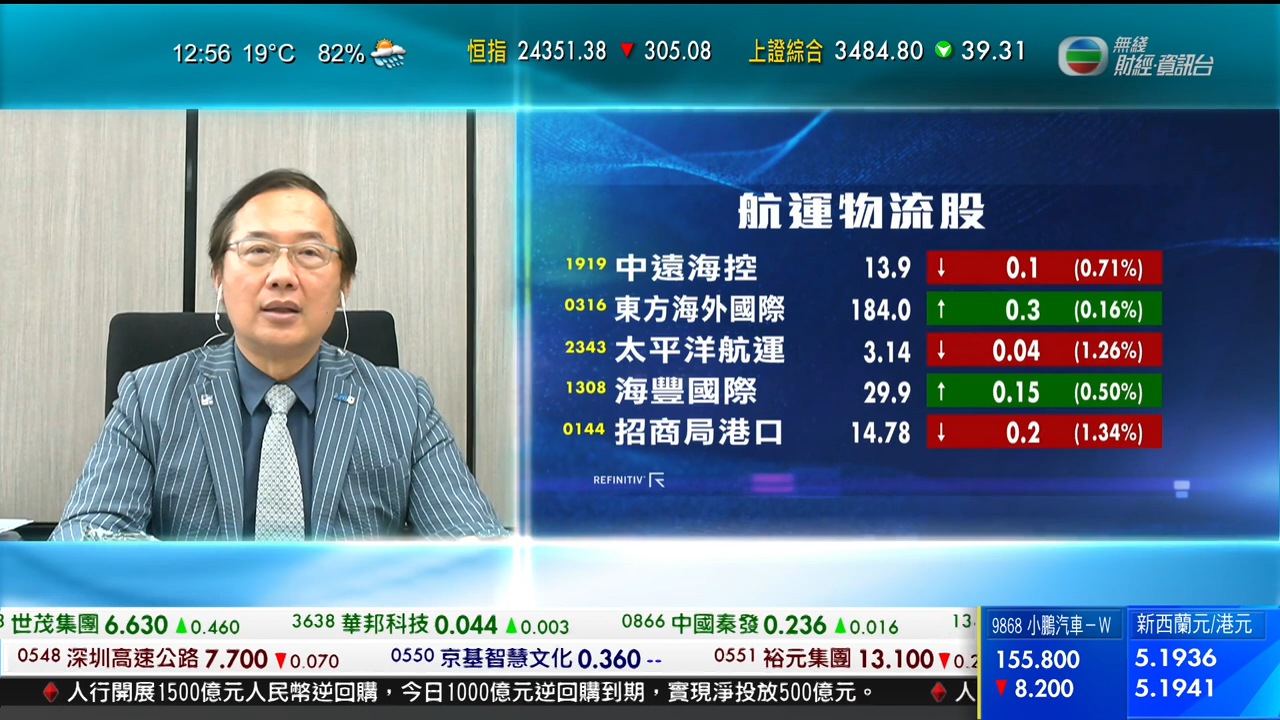 12:56 19°C 82% 恒指 24351.38 ▼ 305.08 上證綜合 3484.80 39.31 無綫
財經·資訊台
航運物流股
1919 中遠海控 13.9 ↓ 0.1 (0.71%)
0316 東方海外國際 184.0 ↑ 0.3 (0.16%)
2343 太平洋航運 3.14 ↓ 0.04 (1.26%)
1308 海豐國際 29.9 ↑ 0.15 (0.50%)
0144 招商局港口 14.78 ↓ 0.2 (1.34%)
REFINITIV
世茂集團 6.630 ▲0.460 3638 華邦科技 0.044 ▲0.003 0866 中國秦發 0.236 ▲0.016 13
0548 深圳高速公路 7.700 ▼0.070 0550 京基智慧文化 0.360 -- 0551 裕元集團 13.100 ▼0.2
人行開展1500億元人民幣逆回購，今日1000億元逆回購到期，實現淨投放500億元。 人
9868 小鵬汽車－W
155.800
▼ 8.200
新西蘭元/港元
5.1936
5.1941